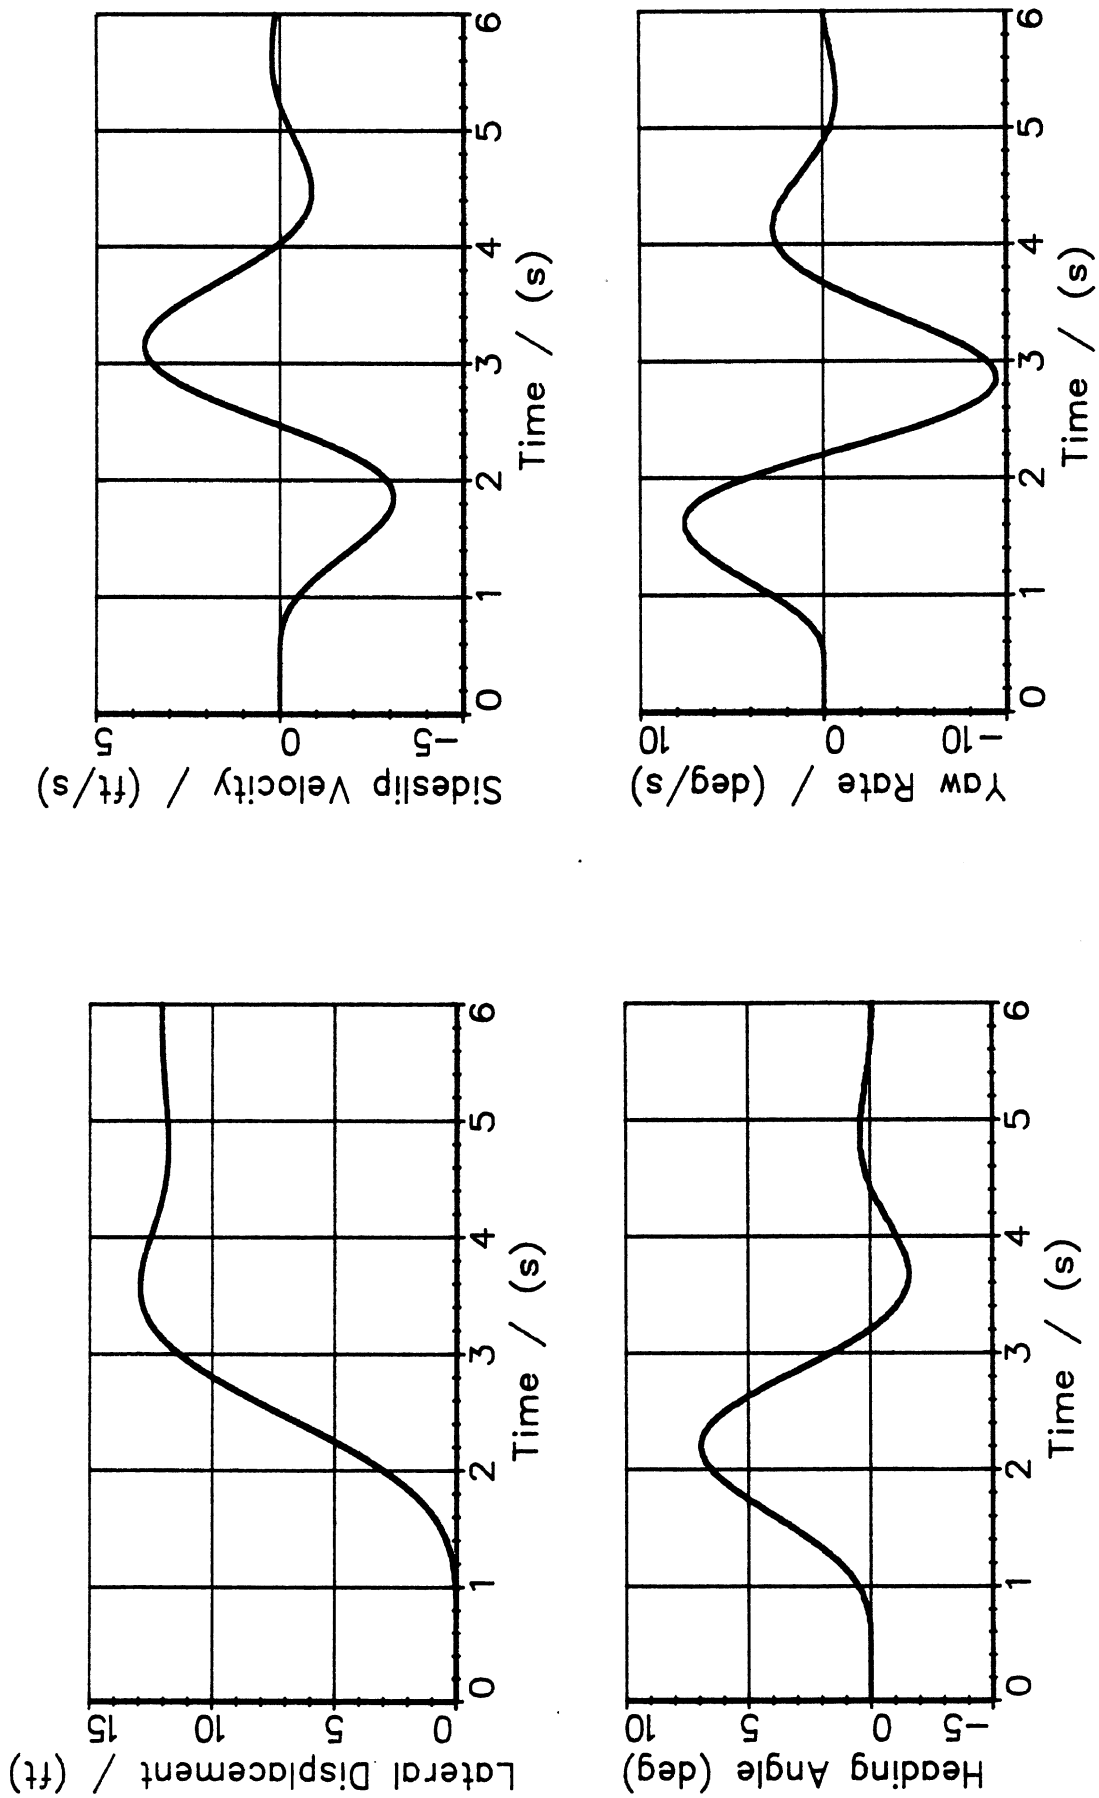 Lateral Displacement / (ft)
15
10
5
0
0 1 2 3 4 5 6
Time / (s)
Sideslip Velocity / (ft/s)
5
0
-5
0 1 2 3 4 5 6
Time / (s)
Heading Angle (deg)
10
5
0
-5
0 1 2 3 4 5 6
Time / (s)
Yaw Rate / (deg/s)
10
0
-10
0 1 2 3 4 5 6
Time / (s)